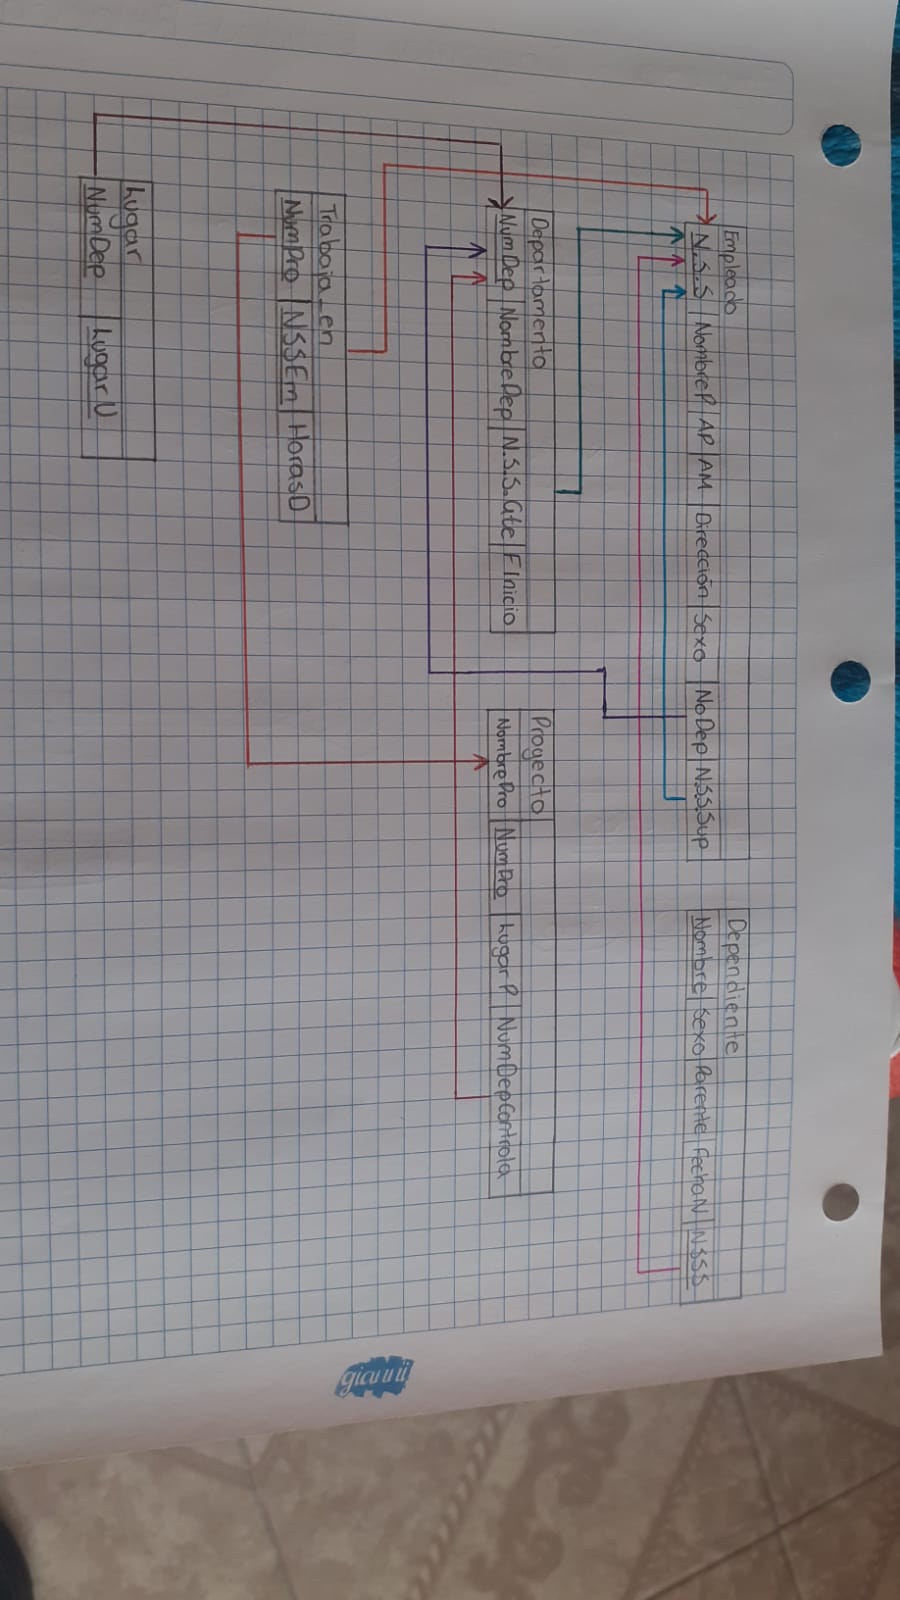 Empleado
N.S.S NombreP AP AM Dirección Sexo NoDep N.S.S.Sup
Dependiente
Nombre Sexo Parente FechaN NSSS
Departamento
NumDep NombreDep N.S.S.Gte FInicio
Proyecto
NombrePro NumPro LugarP NumDepControla
Trabaja_en
NumPro NSSEm HorasD
Lugar
NumDep LugarU